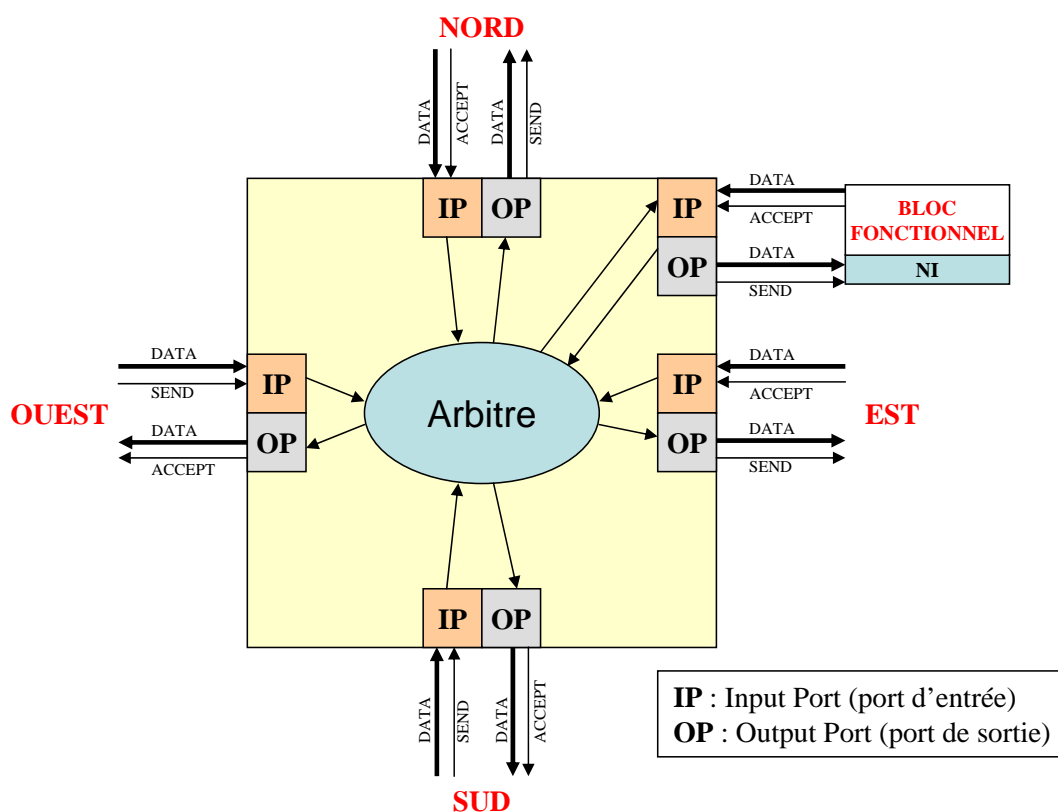 NORD
DATA
ACCEPT
DATA
SEND
IP
OP
IP
OP
DATA
ACCEPT
DATA
SEND
BLOC
FONCTIONNEL
NI
DATA
SEND
OUEST
DATA
ACCEPT
IP
OP
Arbitre
IP
OP
DATA
ACCEPT
EST
DATA
SEND
IP
OP
DATA
SEND
DATA
ACCEPT
SUD
IP : Input Port (port d'entrée)
OP : Output Port (port de sortie)